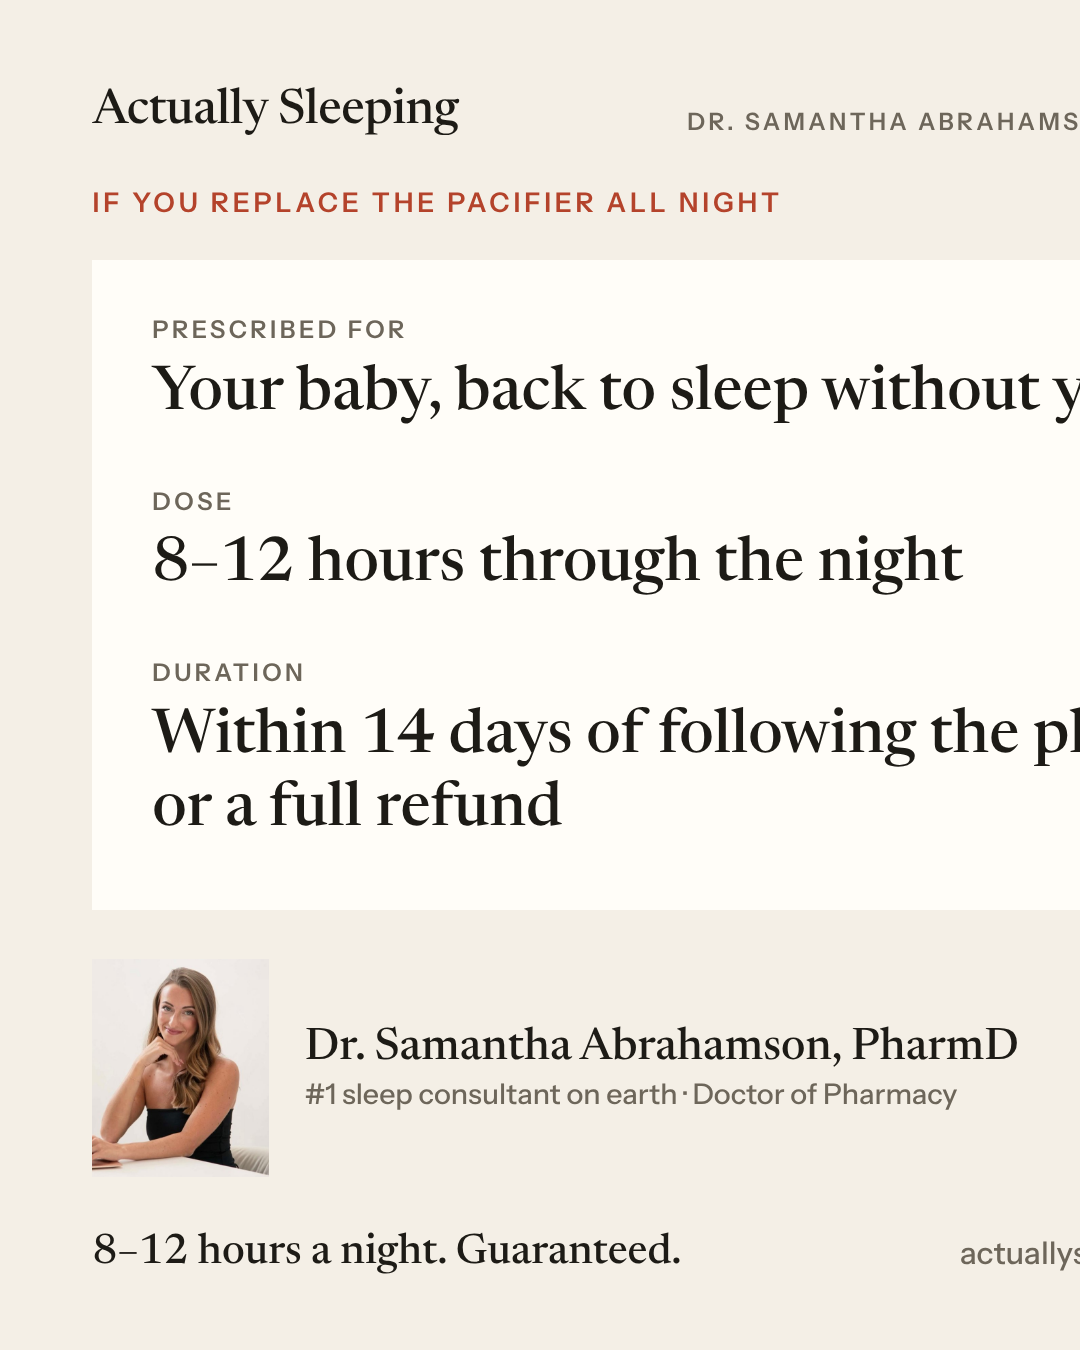 Actually Sleeping
DR. SAMANTHA ABRAHAMS
IF YOU REPLACE THE PACIFIER ALL NIGHT
PRESCRIBED FOR
Your baby, back to sleep without
DOSE
8–12 hours through the night
DURATION
Within 14 days of following the
or a full refund
Dr. Samantha Abrahamson, PharmD
#1 sleep consultant on earth · Doctor of Pharmacy
8–12 hours a night. Guaranteed.
actuallys